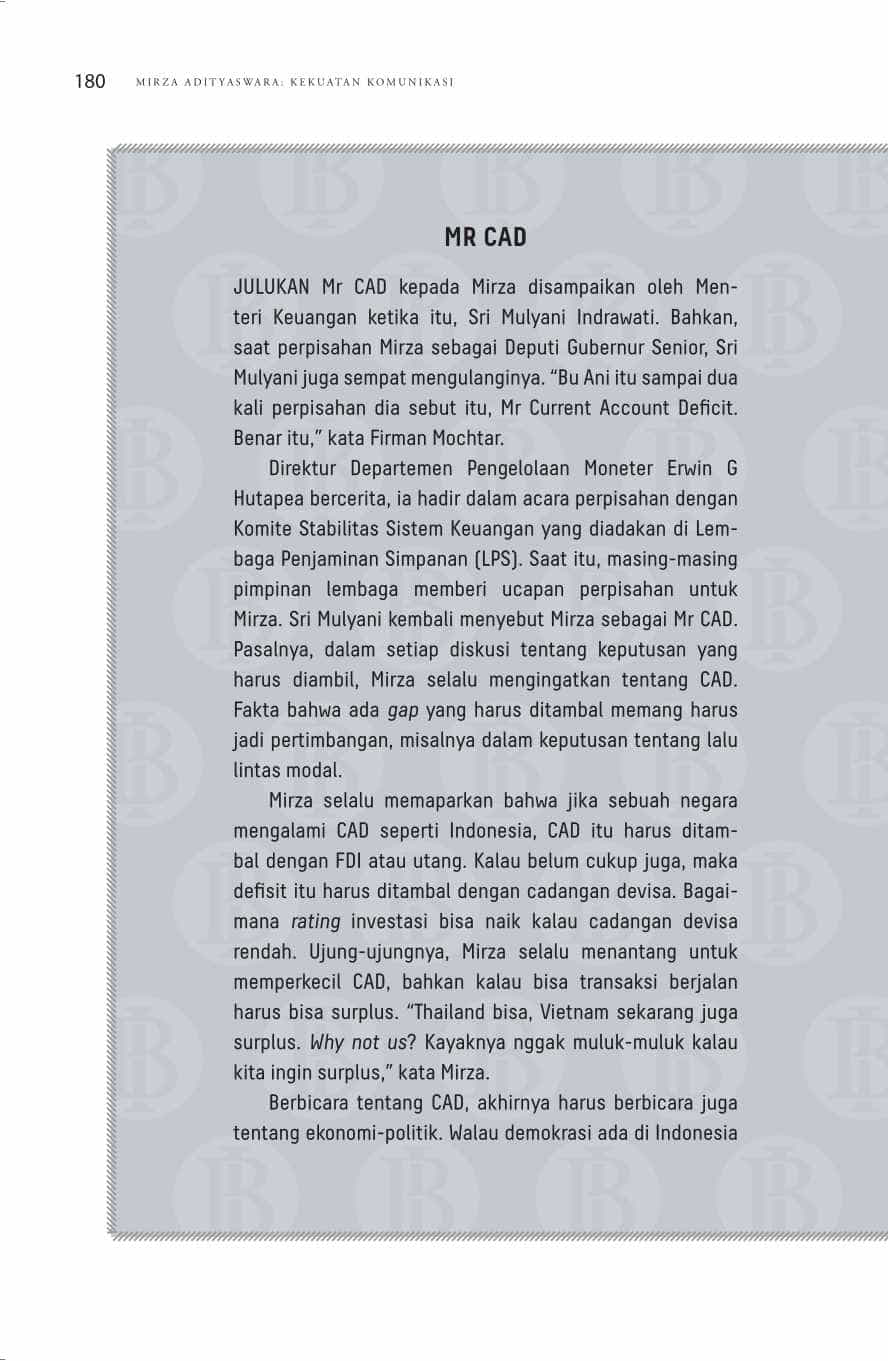 180 MIRZA ADITYASWARA: KEKUATAN KOMUNIKASI
MR CAD
JULUKAN Mr CAD kepada Mirza disampaikan oleh Men-
teri Keuangan ketika itu, Sri Mulyani Indrawati. Bahkan,
saat perpisahan Mirza sebagai Deputi Gubernur Senior, Sri
Mulyani juga sempat mengulanginya. “Bu Ani itu sampai dua
kali perpisahan dia sebut itu, Mr Current Account Deficit.
Benar itu,” kata Firman Mochtar.
Direktur Departemen Pengelolaan Moneter Erwin G
Hutapea bercerita, ia hadir dalam acara perpisahan dengan
Komite Stabilitas Sistem Keuangan yang diadakan di Lem-
baga Penjaminan Simpanan (LPS). Saat itu, masing-masing
pimpinan lembaga memberi ucapan perpisahan untuk
Mirza. Sri Mulyani kembali menyebut Mirza sebagai Mr CAD.
Pasalnya, dalam setiap diskusi tentang keputusan yang
harus diambil, Mirza selalu mengingatkan tentang CAD.
Fakta bahwa ada gap yang harus ditambal memang harus
jadi pertimbangan, misalnya dalam keputusan tentang lalu
lintas modal.
Mirza selalu memaparkan bahwa jika sebuah negara
mengalami CAD seperti Indonesia, CAD itu harus ditam-
bal dengan FDI atau utang. Kalau belum cukup juga, maka
defisit itu harus ditambal dengan cadangan devisa. Bagai-
mana rating investasi bisa naik kalau cadangan devisa
rendah. Ujung-ujungnya, Mirza selalu menantang untuk
memperkecil CAD, bahkan kalau bisa transaksi berjalan
harus bisa surplus. “Thailand bisa, Vietnam sekarang juga
surplus. Why not us? Kayaknya nggak muluk-muluk kalau
kita ingin surplus,” kata Mirza.
Berbicara tentang CAD, akhirnya harus berbicara juga
tentang ekonomi-politik. Walau demokrasi ada di Indonesia